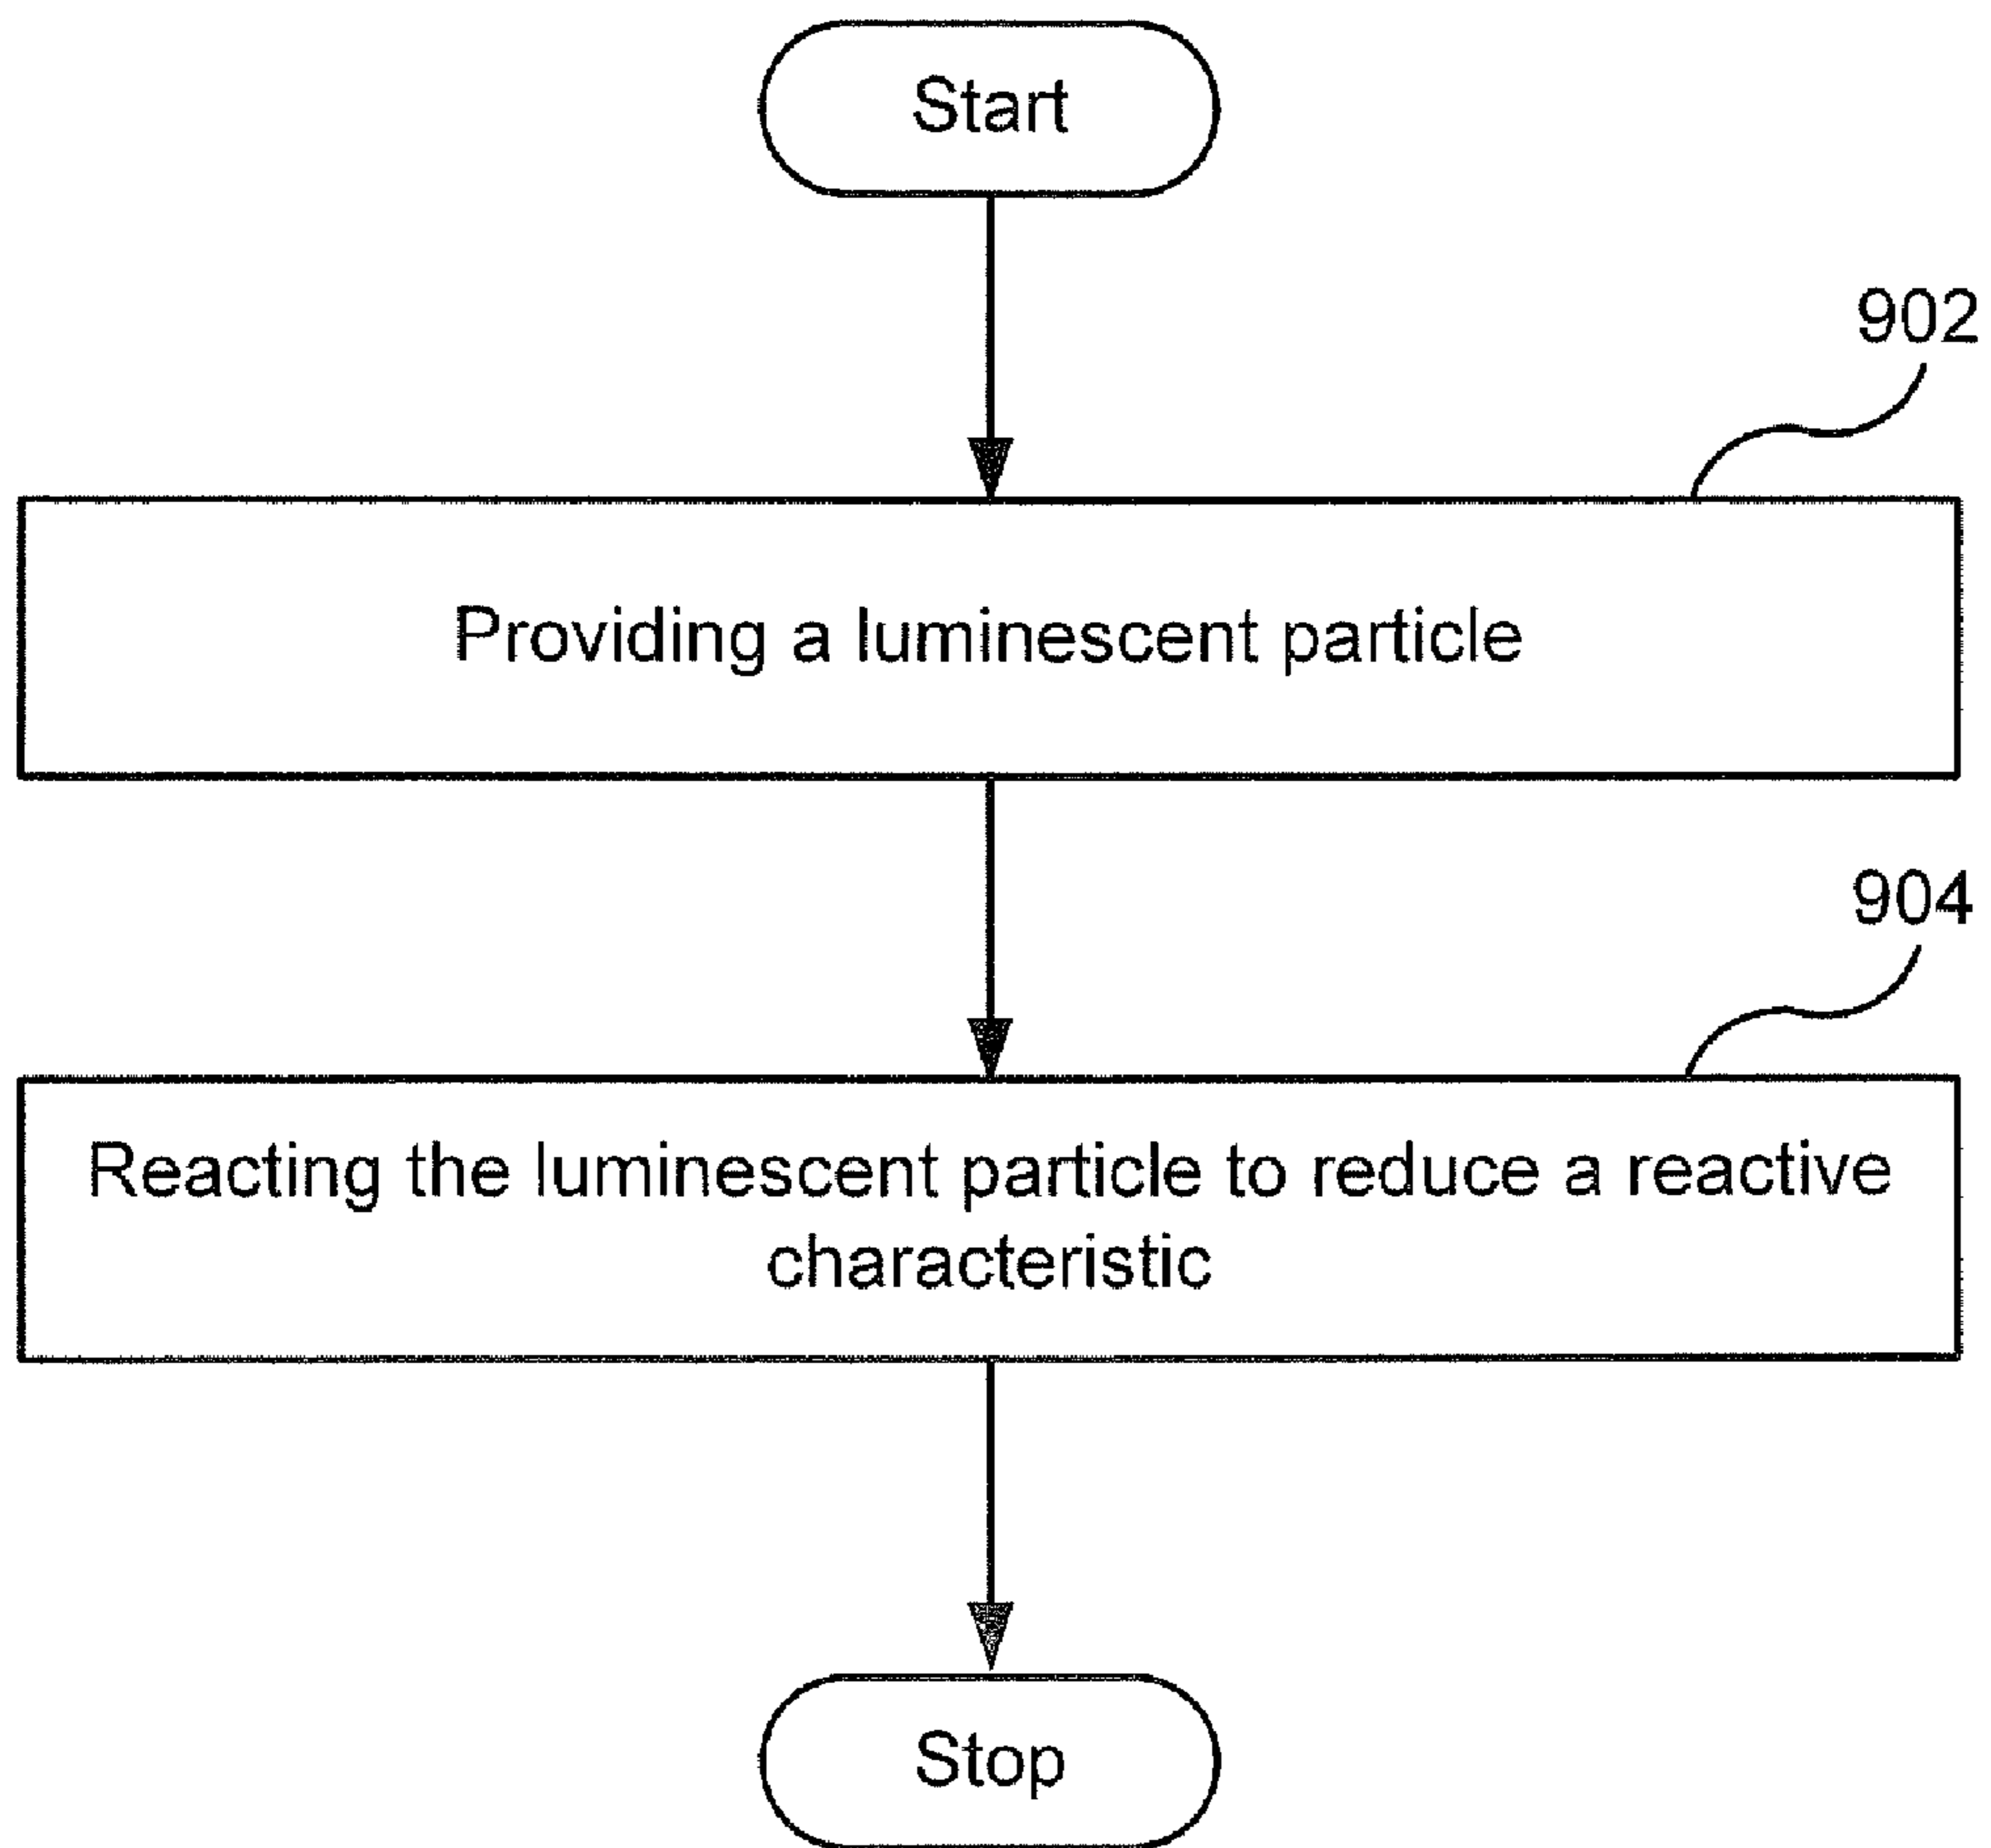 Start
902
Providing a luminescent particle
904
Reacting the luminescent particle to reduce a reactive
characteristic
Stop